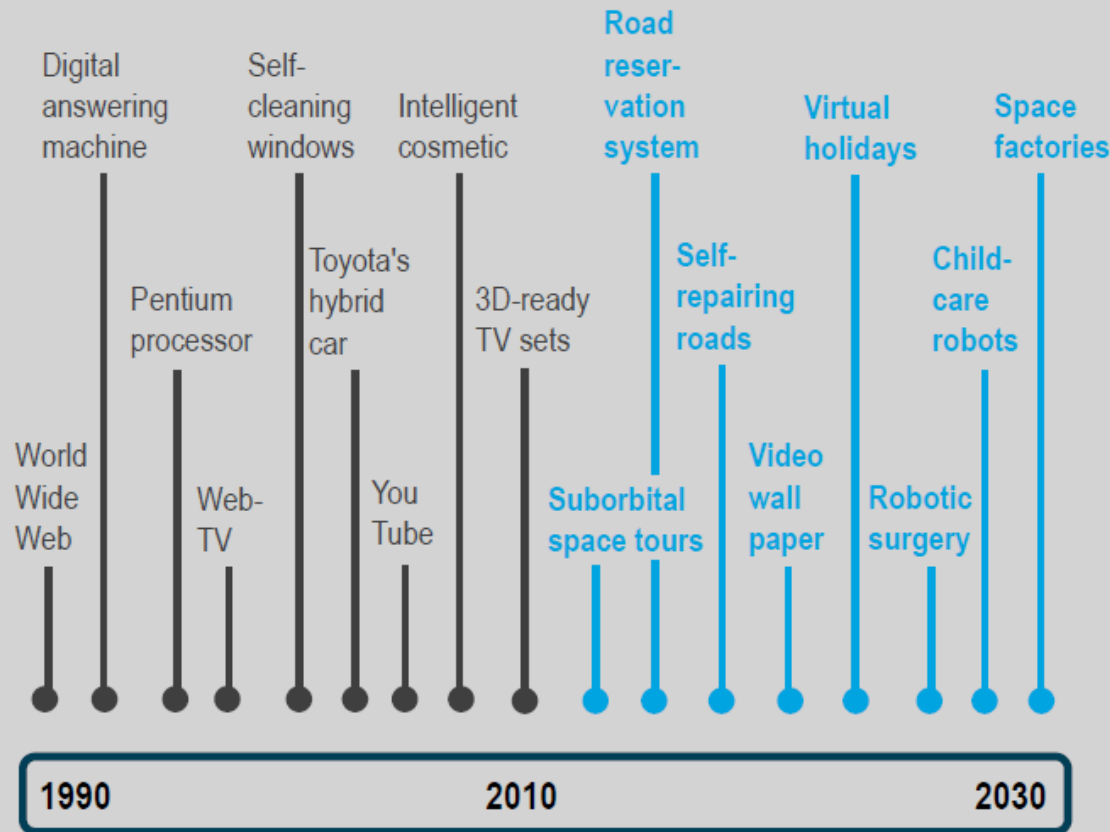 Digital
answering
machine
Self-
cleaning
windows
Intelligent
cosmetic
Road
reser-
vation
system
Virtual
holidays
Space
factories
Pentium
processor
Toyota's
hybrid
car
3D-ready
TV sets
Self-
repairing
roads
Child-
care
robots
World
Wide
Web
Web-
TV
You
Tube
Suborbital
space tours
Video
wall
paper
Robotic
surgery
1990
2010
2030